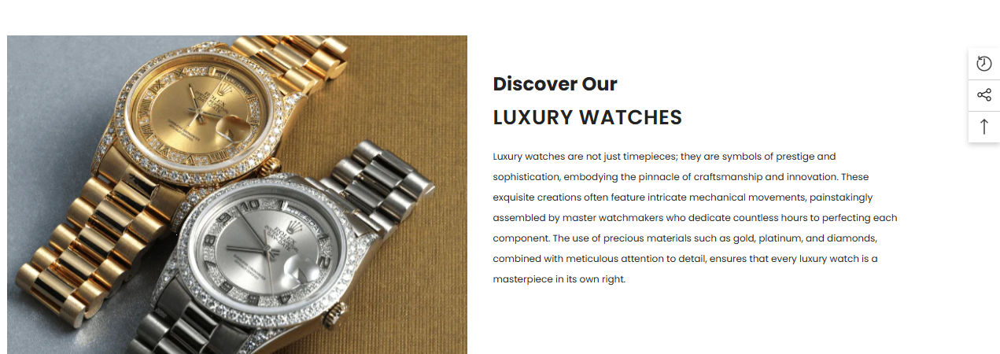 Discover Our
LUXURY WATCHES
Luxury watches are not just timepieces; they are symbols of prestige and
sophistication, embodying the pinnacle of craftsmanship and innovation. These
exquisite creations often feature intricate mechanical movements, painstakingly
assembled by master watchmakers who dedicate countless hours to perfecting each
component. The use of precious materials such as gold, platinum, and diamonds,
combined with meticulous attention to detail, ensures that every luxury watch is a
masterpiece in its own right.
ROLEX
10
ROLEX